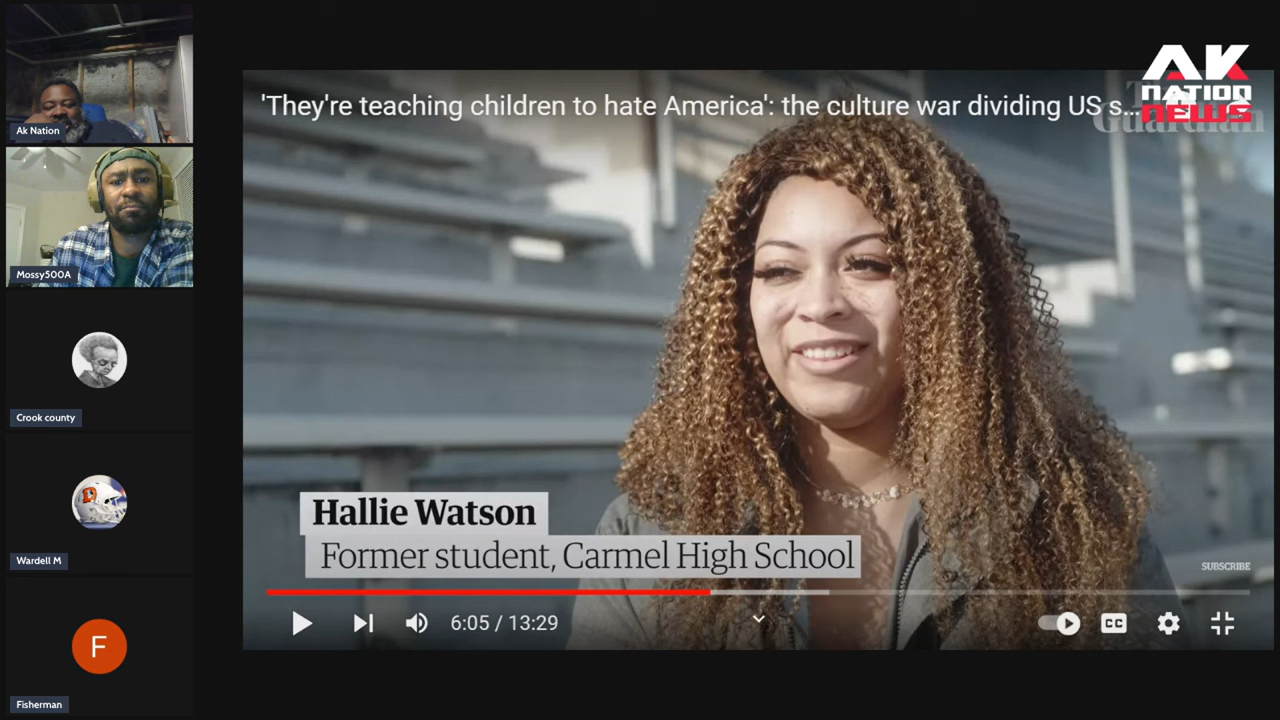 'They're teaching children to hate America': the culture war dividing US s...
AK
NATION
NEWS
Guardian
Ak Nation
Mossy500A
Crook county
Wardell M
F
Fisherman
Hallie Watson
Former student, Carmel High School
SUBSCRIBE
6:05 / 13:29
CC